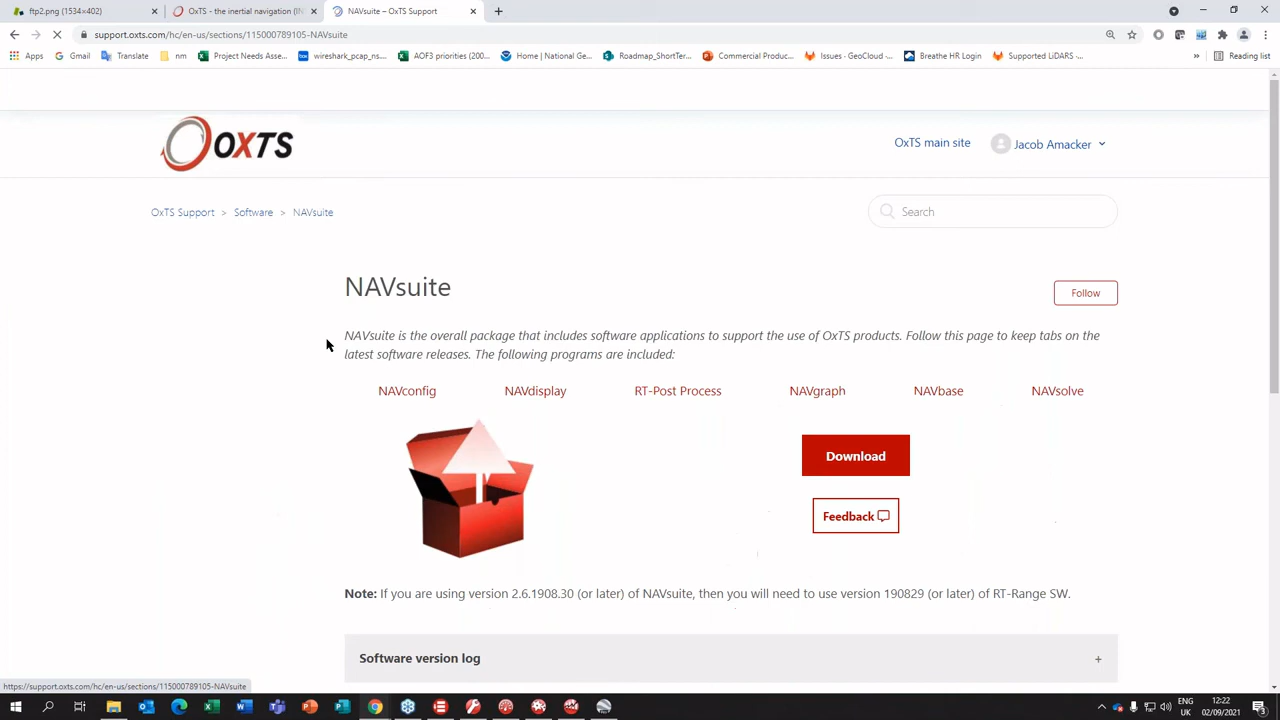 ftp2.png (1534×402)
OxTS - the inertial navigation (IN
NAVsuite – OxTS Support
support.oxts.com/hc/en-us/sections/115000789105-NAVsuite
Apps
Gmail
Translate
nm
Project Needs Asse...
wireshark_pcap_ns...
AOF3 priorities (200...
Home | National Ge...
Roadmap_ShortTer...
Commercial Produc...
Issues · GeoCloud ·...
Breathe HR Login
Supported LiDARS ·...
»
Reading list
OXTS
OxTS main site
Jacob Amacker
OxTS Support > Software > NAVsuite
Search
NAVsuite
Follow
NAVsuite is the overall package that includes software applications to support the use of OxTS products. Follow this page to keep tabs on the
latest software releases. The following programs are included:
NAVconfig NAVdisplay RT-Post Process NAVgraph NAVbase NAVsolve
Download
Feedback
Note: If you are using version 2.6.1908.30 (or later) of NAVsuite, then you will need to use version 190829 (or later) of RT-Range SW.
Software version log +
https://support.oxts.com/hc/en-us/sections/115000789105-NAVsuite
ENG
UK
12:22
02/09/2021